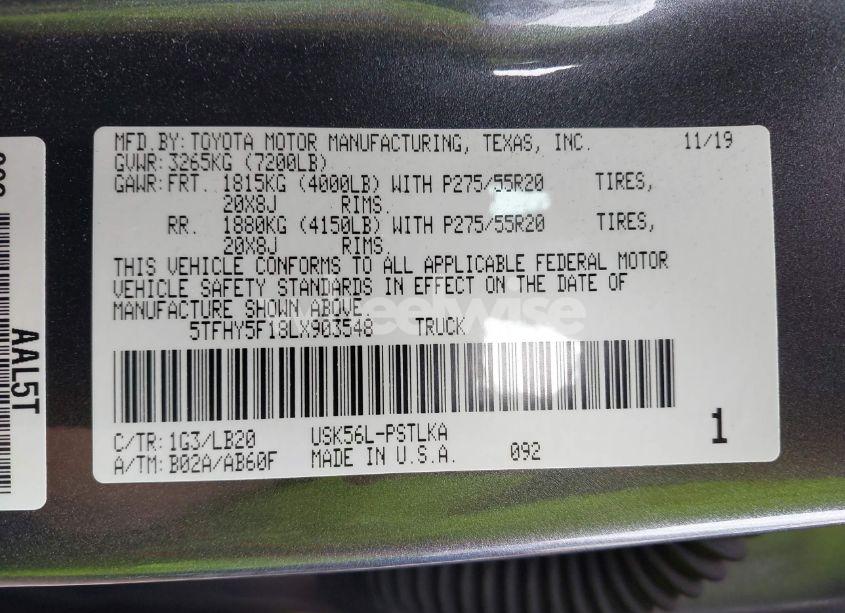 MFD.BY: TOYOTA MOTOR MANUFACTURING, TEXAS, INC. 11/19
GVWR: 3265KG (7200LB)
GAWR: FRT. 1815KG (4000LB) WITH P275/55R20 TIRES,
20X8J RIMS.
RR. 1880KG (4150LB) WITH P275/55R20 TIRES,
20X8J RIMS.
THIS VEHICLE CONFORMS TO ALL APPLICABLE FEDERAL MOTOR
VEHICLE SAFETY STANDARDS IN EFFECT ON THE DATE OF
MANUFACTURE SHOWN ABOVE.
5TFHY5F18LX903548 TRUCK
C/TR: 1G3/LB20 USK56L-PSTLKA
A/TM: B02A/AB60F MADE IN U.S.A. 092
1
AAL5T